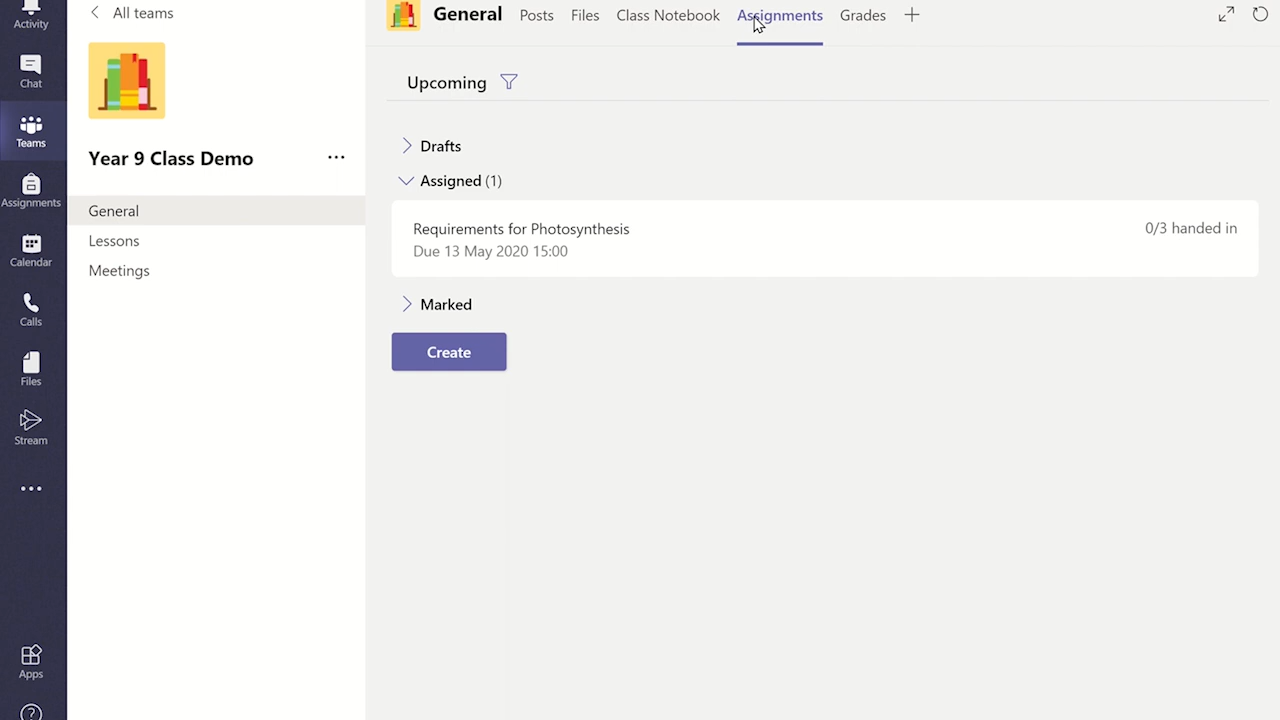 Activity
Chat
Teams
Assignments
Calendar
Calls
Files
Stream
Apps
All teams
Year 9 Class Demo
General
Lessons
Meetings
General Posts Files Class Notebook Assignments Grades
Upcoming
Drafts
Assigned (1)
Requirements for Photosynthesis 0/3 handed in
Due 13 May 2020 15:00
Marked
Create